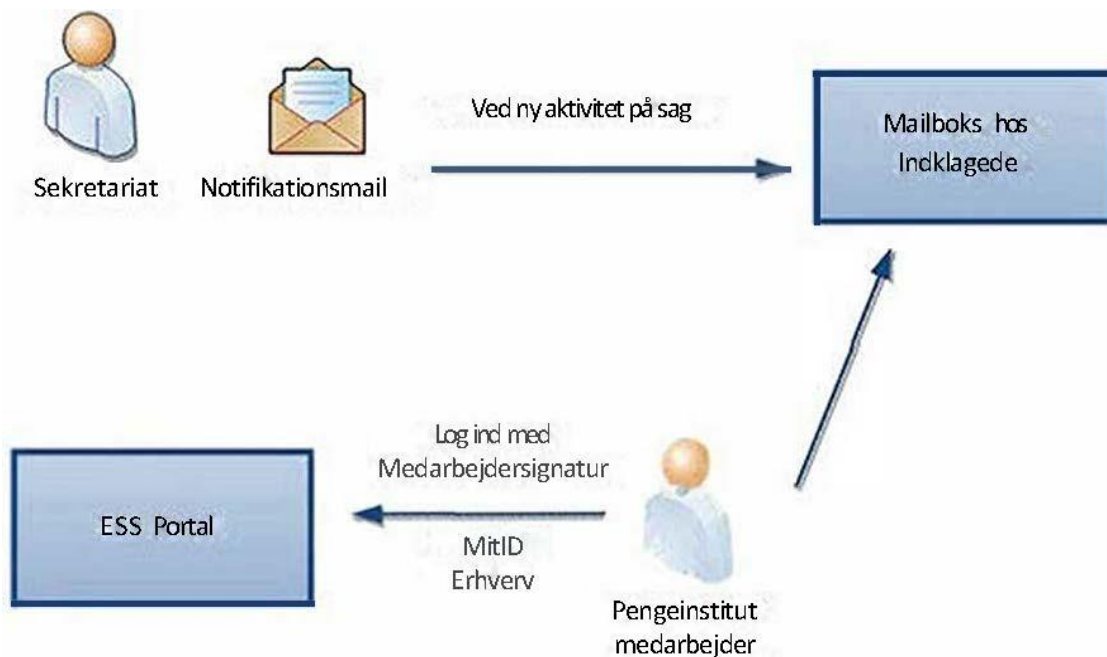 Sekretariat
Notifikationsmail
Ved ny aktivitet på sag
Mailboks hos
Indklagede
ESS Portal
Log ind med
Medarbejdersignatur
MitID
Erhverv
Pengeinstitut
medarbejder